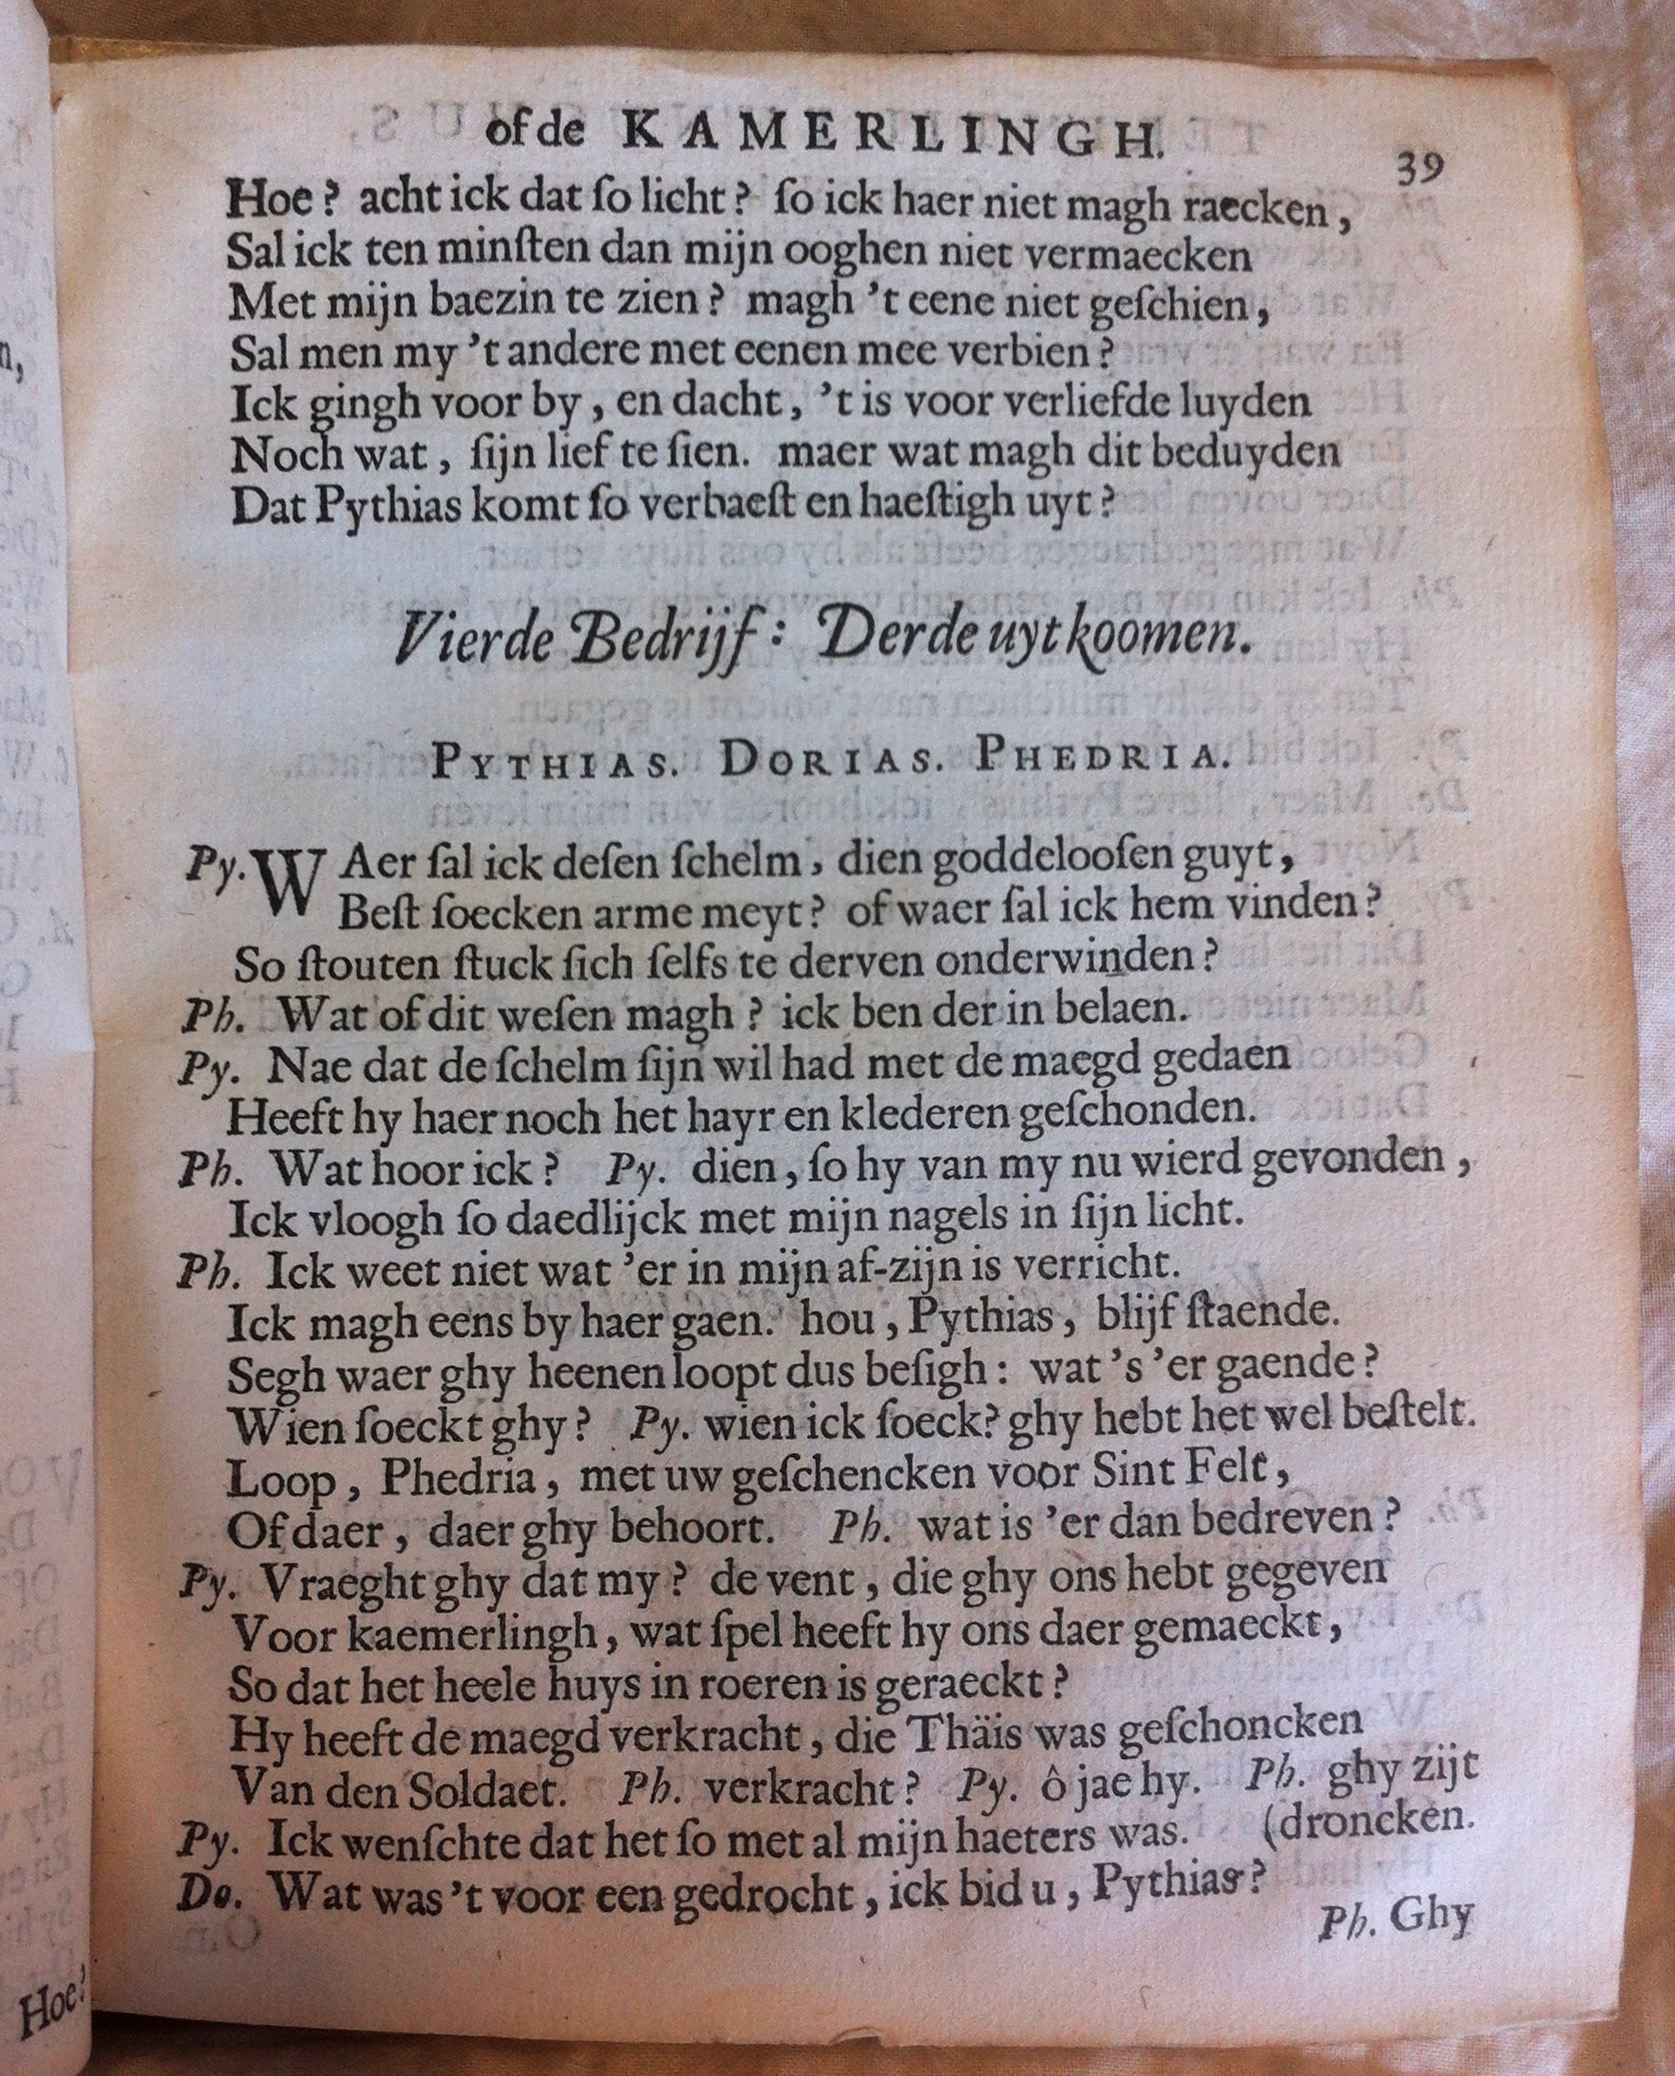 of de KAMERLINGH. 39
Hoe? acht ick dat ſo licht? ſo ick haer niet magh raecken,
Sal ick ten minſten dan mijn ooghen niet vermaecken
Met mijn baezin te zien? magh 't eene niet geſchien,
Sal men my 't andere met eenen mee verbien?
Ick gingh voor by, en dacht, 't is voor verliefde luyden
Noch wat, ſijn lief te ſien. maer wat magh dit beduyden
Dat Pythias komt ſo verbaeſt en haeſtigh uyt?
Vierde Bedrijf: Derde uytkoomen.
PYTHIAS. DORIAS. PHEDRIA.
Py. WAer ſal ick deſen ſchelm, dien goddelooſen guyt,
Beſt ſoecken arme meyt? of waer ſal ick hem vinden?
So ſtouten ſtuck ſich ſelfs te derven onderwinden?
Ph. Wat of dit weſen magh? ick ben der in belaen.
Py. Nae dat de ſchelm ſijn wil had met de maegd gedaen
Heeft hy haer noch het hayr en klederen geſchonden.
Ph. Wat hoor ick? Py. dien, ſo hy van my nu wierd gevonden,
Ick vloogh ſo daedlijck met mijn nagels in ſijn licht.
Ph. Ick weet niet wat 'er in mijn af-zijn is verricht.
Ick magh eens by haer gaen. hou, Pythias, blijf ſtaende.
Segh waer ghy heenen loopt dus beſigh: wat 's 'er gaende?
Wien ſoeckt ghy? Py. wien ick ſoeck? ghy hebt het wel beſtelt.
Loop, Phedria, met uw geſchencken voor Sint Felt,
Of daer, daer ghy behoort. Ph. wat is 'er dan bedreven?
Py. Vraeght ghy dat my? de vent, die ghy ons hebt gegeven
Voor kaemerlingh, wat ſpel heeft hy ons daer gemaeckt,
So dat het heele huys in roeren is geraeckt?
Hy heeft de maegd verkracht, die Thäis was geſchoncken
Van den Soldaet. Ph. verkracht? Py. ô jae hy. Ph. ghy zijt
Py. Ick wenſchte dat het ſo met al mijn haeters was. (droncken.
Do. Wat was 't voor een gedrocht, ick bid u, Pythias?
Ph. Ghy
Hoe?